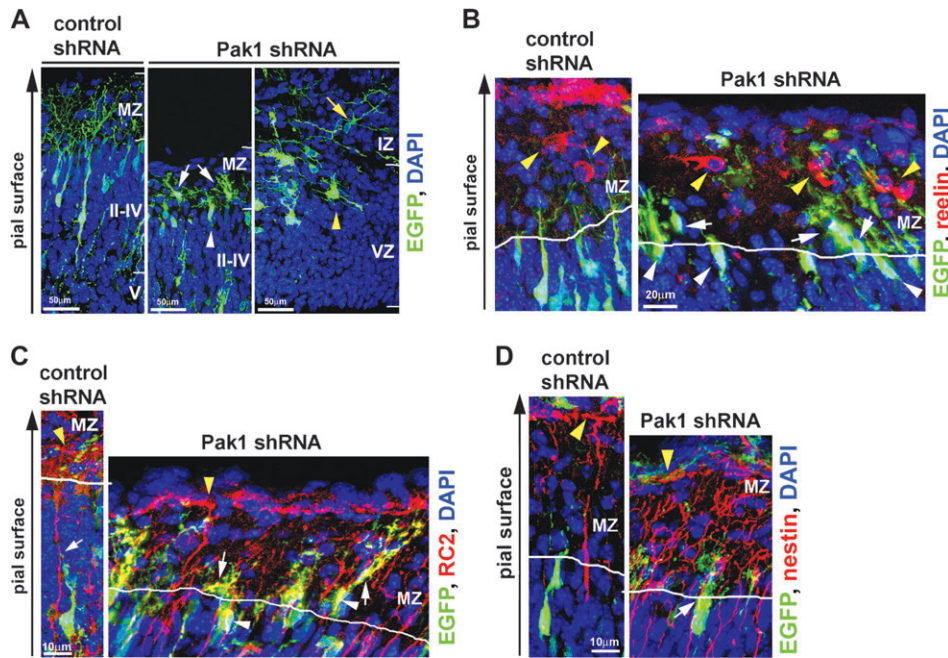 A
control
shRNA
Pak1 shRNA
pial surface
MZ
II-IV
V
50µm
MZ
II-IV
50µm
IZ
VZ
50µm
EGFP, DAPI
B
control
shRNA
Pak1 shRNA
pial surface
MZ
MZ
20µm
EGFP, reelin, DAPI
C
control
shRNA
Pak1 shRNA
pial surface
MZ
10µm
MZ
EGFP, RC2, DAPI
D
control
shRNA
Pak1 shRNA
pial surface
MZ
10µm
MZ
EGFP, nestin, DAPI